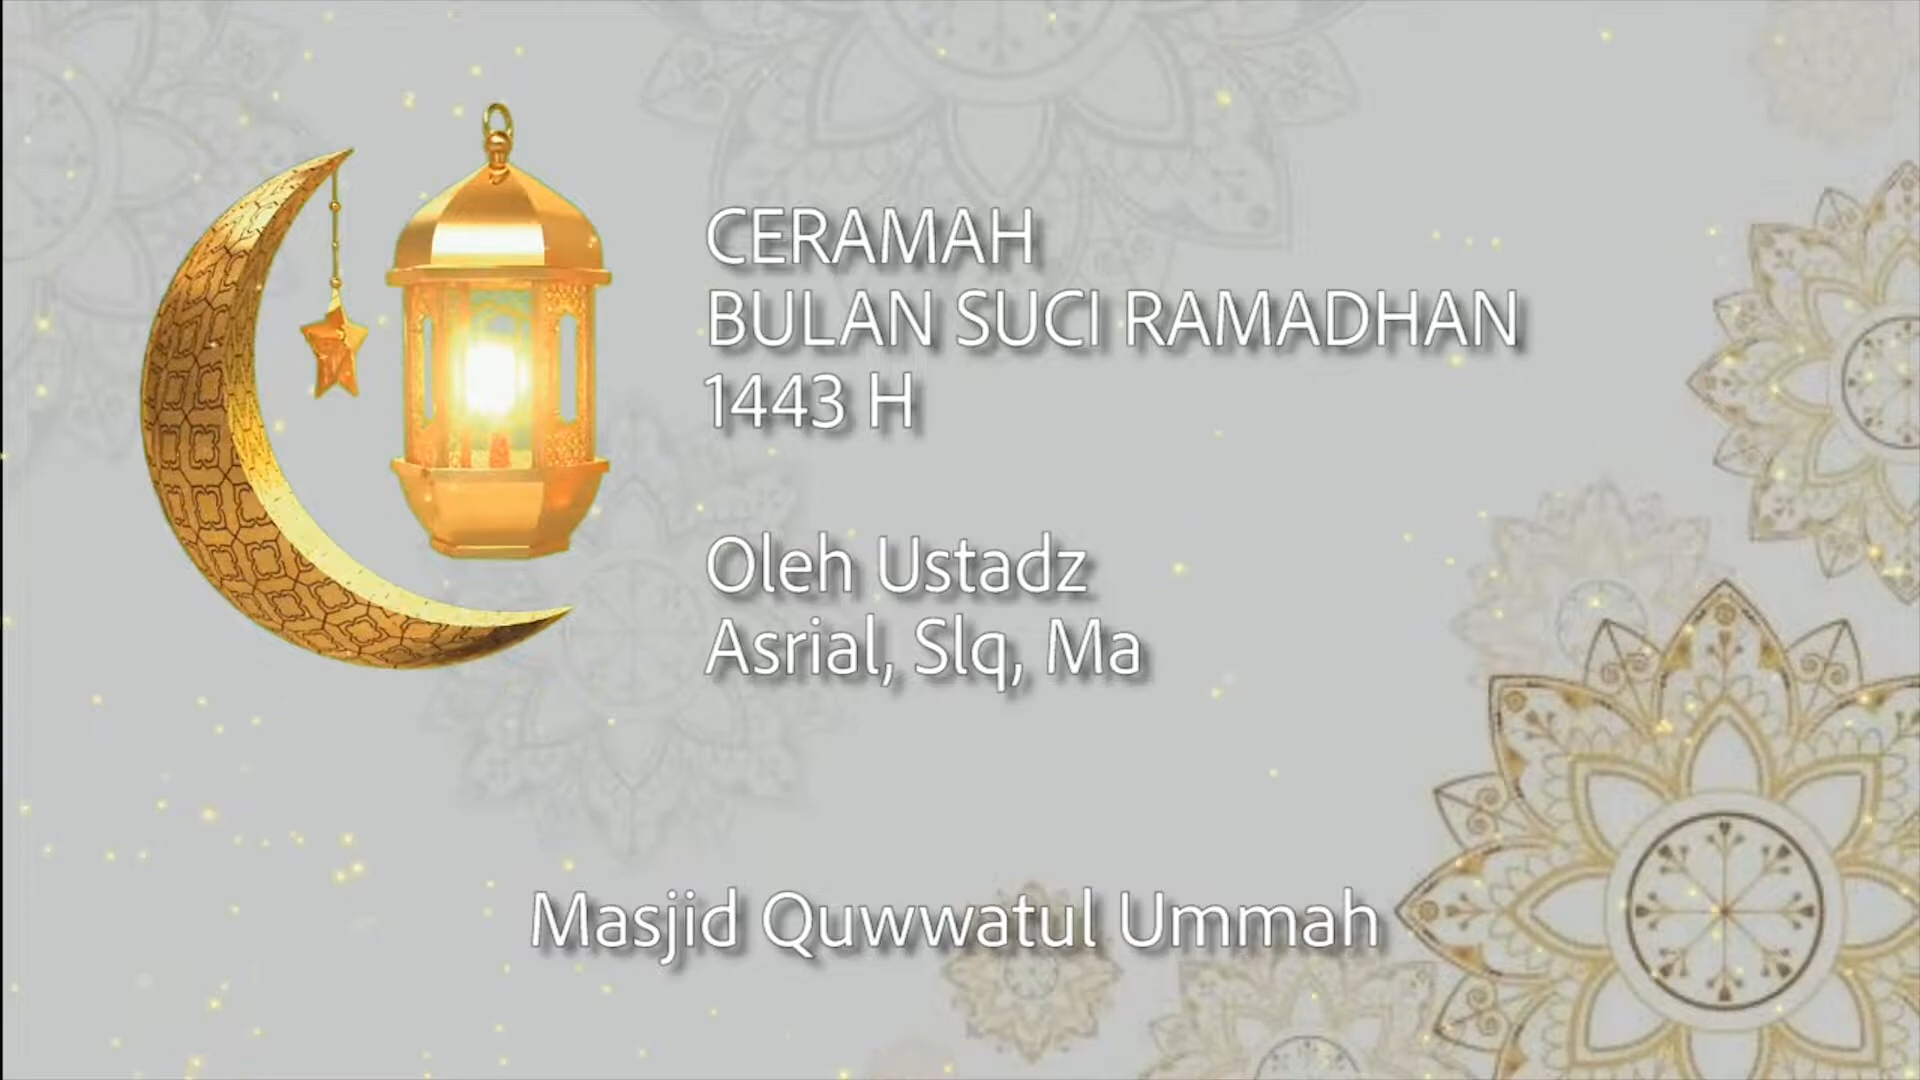 CERAMAH
BULAN SUCI RAMADHAN
1443 H
Oleh Ustadz
Asrial, Slq, Ma
Masjid Quwwatul Ummah